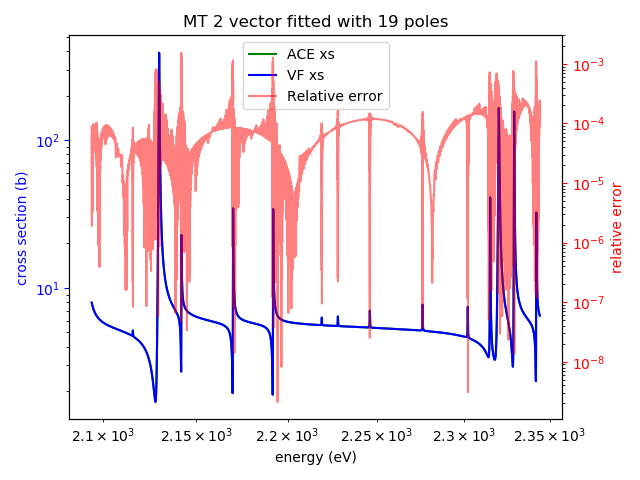 MT 2 vector fitted with 19 poles
ACE xs
VF xs
Relative error
cross section (b)
10²
10¹
relative error
10⁻³
10⁻⁴
10⁻⁵
10⁻⁶
10⁻⁷
10⁻⁸
2.1 × 10³ 2.15 × 10³ 2.2 × 10³ 2.25 × 10³ 2.3 × 10³ 2.35 × 10³
energy (eV)